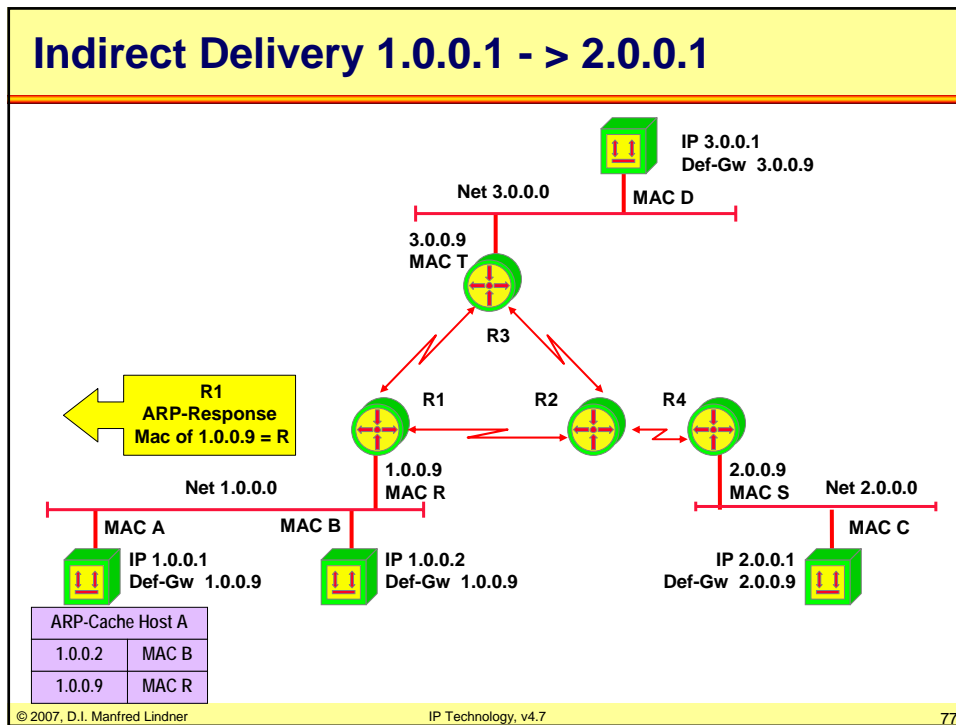 Indirect Delivery 1.0.0.1 - > 2.0.0.1
IP 3.0.0.1
Def-Gw 3.0.0.9
Net 3.0.0.0
MAC D
3.0.0.9
MAC T
R3
R1
ARP-Response
Mac of 1.0.0.9 = R
R1
R2
R4
1.0.0.9
MAC R
2.0.0.9
MAC S
Net 1.0.0.0
Net 2.0.0.0
MAC A
MAC B
MAC C
IP 1.0.0.1
Def-Gw 1.0.0.9
IP 1.0.0.2
Def-Gw 1.0.0.9
IP 2.0.0.1
Def-Gw 2.0.0.9
ARP-Cache Host A
1.0.0.2 MAC B
1.0.0.9 MAC R
© 2007, D.I. Manfred Lindner IP Technology, v4.7 77